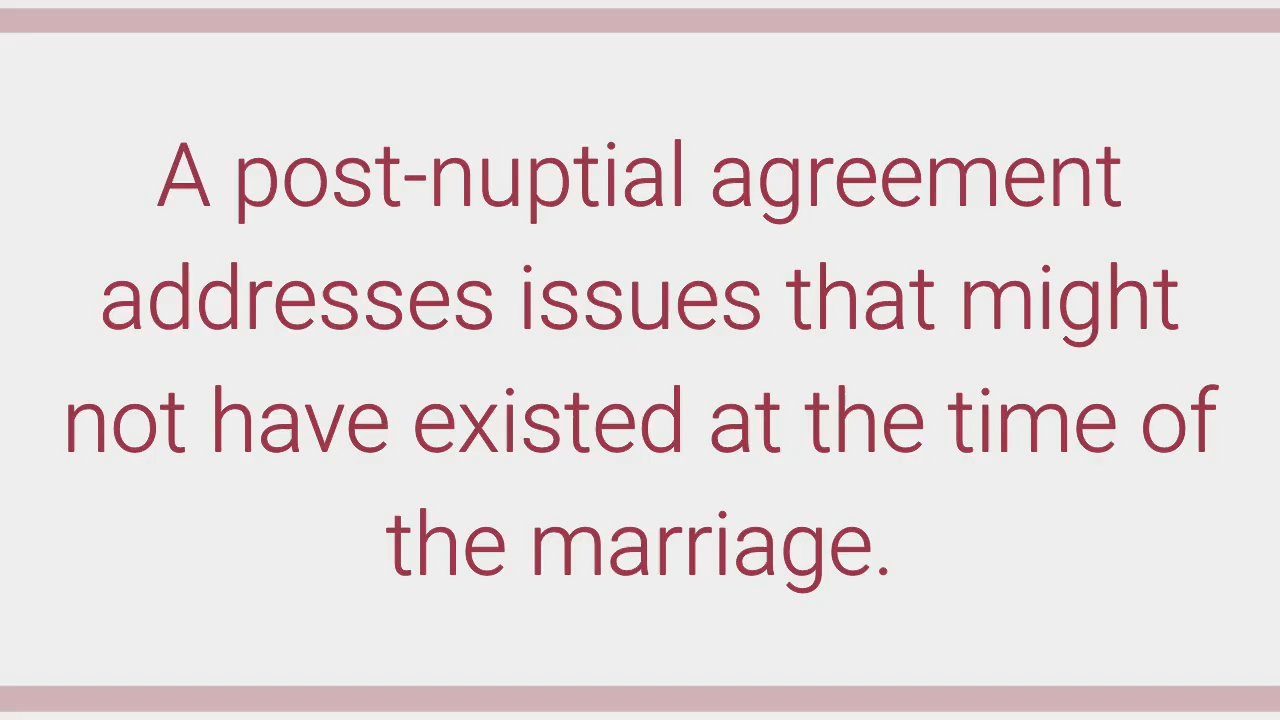 A post-nuptial agreement
addresses issues that might
not have existed at the time of
the marriage.